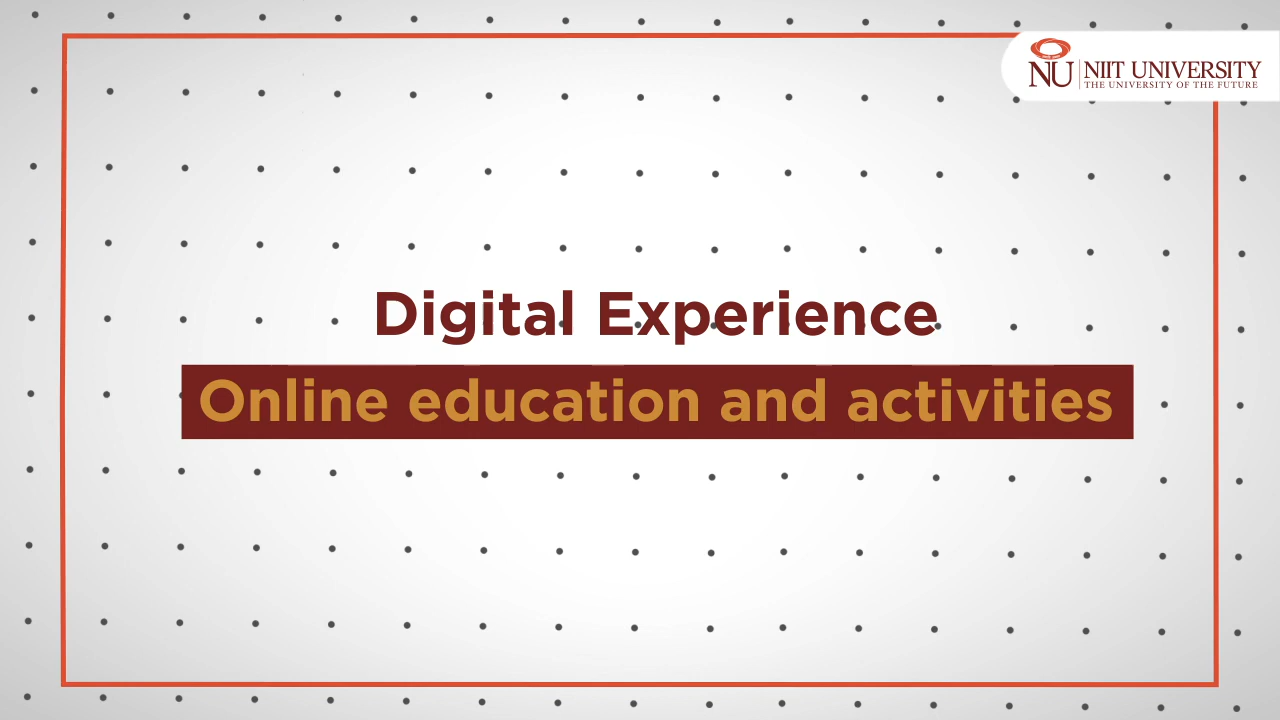 NU NIIT UNIVERSITY
THE UNIVERSITY OF THE FUTURE
Digital Experience
Online education and activities